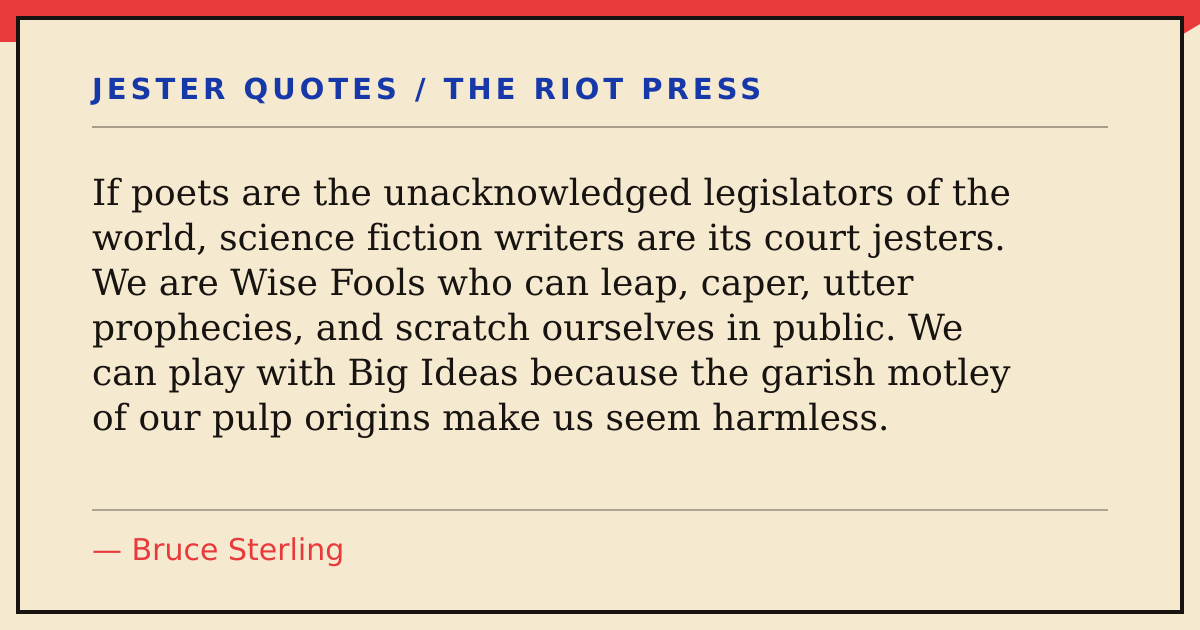 JESTER QUOTES / THE RIOT PRESS
If poets are the unacknowledged legislators of the
world, science fiction writers are its court jesters.
We are Wise Fools who can leap, caper, utter
prophecies, and scratch ourselves in public. We
can play with Big Ideas because the garish motley
of our pulp origins make us seem harmless.
— Bruce Sterling